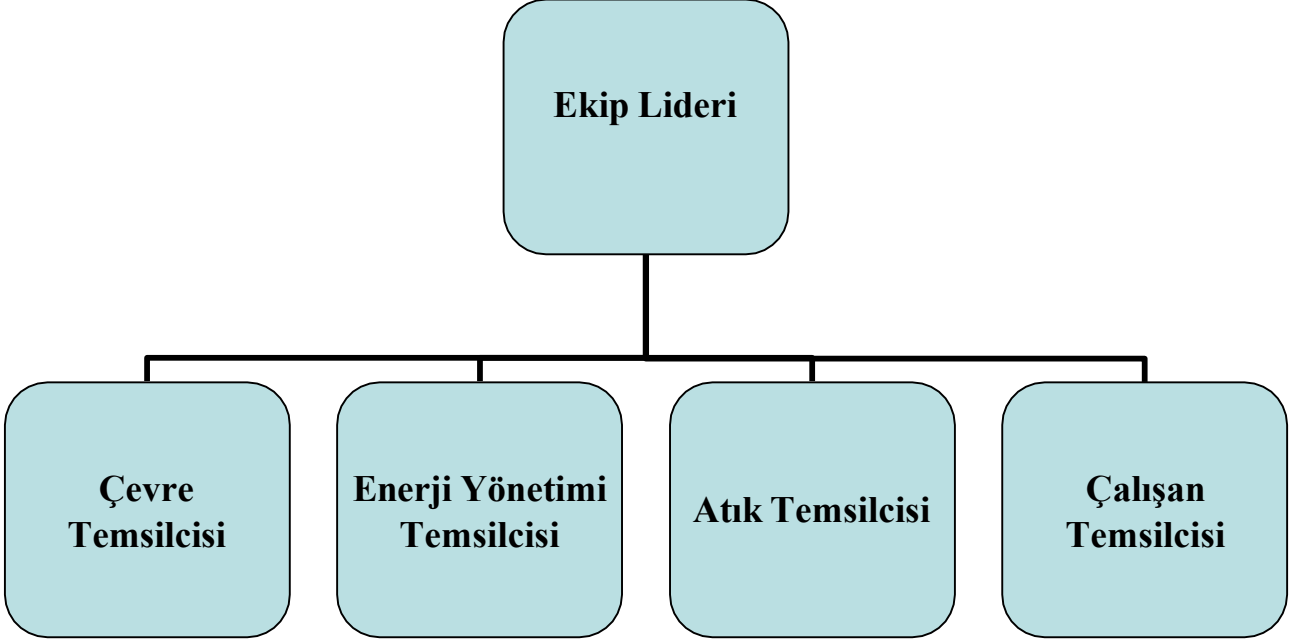 Ekip Lideri
Çevre
Temsilcisi
Enerji Yönetimi
Temsilcisi
Atık Temsilcisi
Çalışan
Temsilcisi